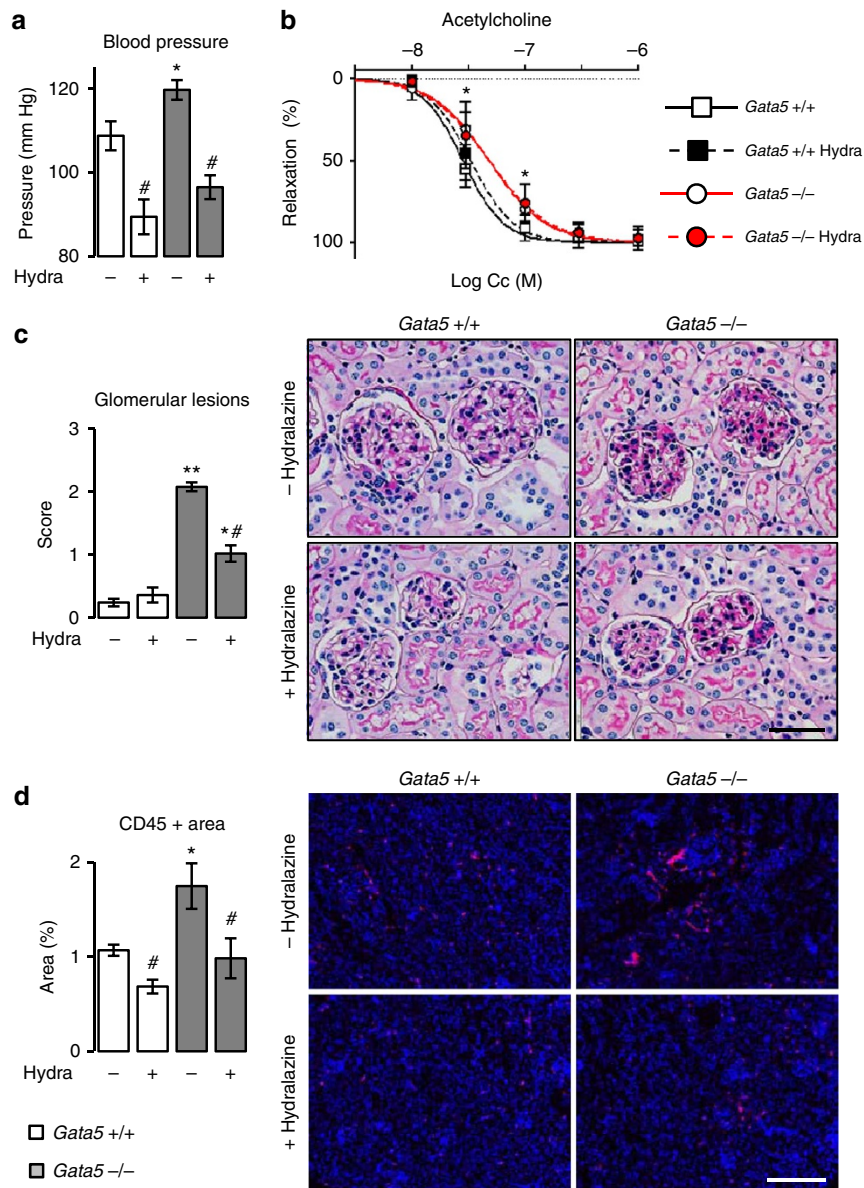 a
Blood pressure
Pressure (mm Hg)
120
100
80
*
#
#
Hydra – + – +
b
Acetylcholine
–8 –7 –6
Relaxation (%)
0
50
100
*
*
Log Cc (M)
Gata5 +/+
Gata5 +/+ Hydra
Gata5 –/–
Gata5 –/– Hydra
c
Glomerular lesions
Score
3
2
1
0
**
*#
Hydra – + – +
Gata5 +/+ Gata5 –/–
– Hydralazine
+ Hydralazine
d
CD45 + area
Area (%)
2
1
0
#
*
#
Hydra – + – +
Gata5 +/+
Gata5 –/–
Gata5 +/+ Gata5 –/–
– Hydralazine
+ Hydralazine